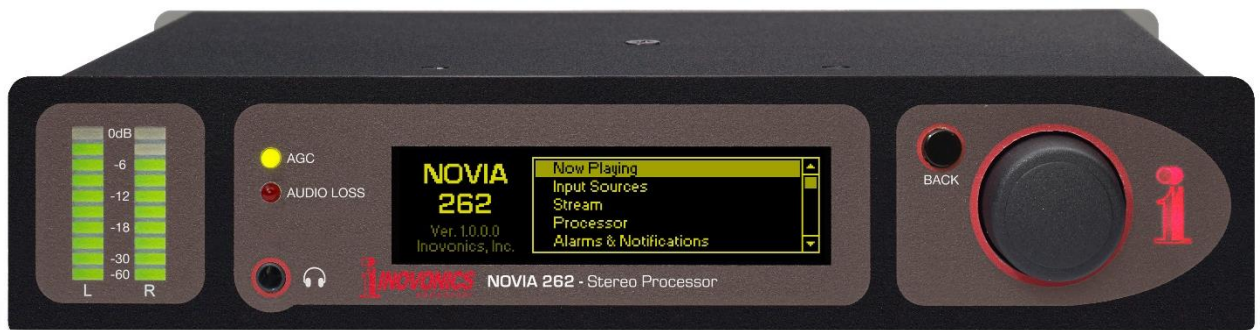 0dB
-6
-12
-18
-30
-60
L R
AGC
AUDIO LOSS
NOVIA
262
Ver. 1.0.0.0
Inovonics, Inc.
Now Playing
Input Sources
Stream
Processor
Alarms & Notifications
INOVONICS NOVIA 262 - Stereo Processor
BACK
i